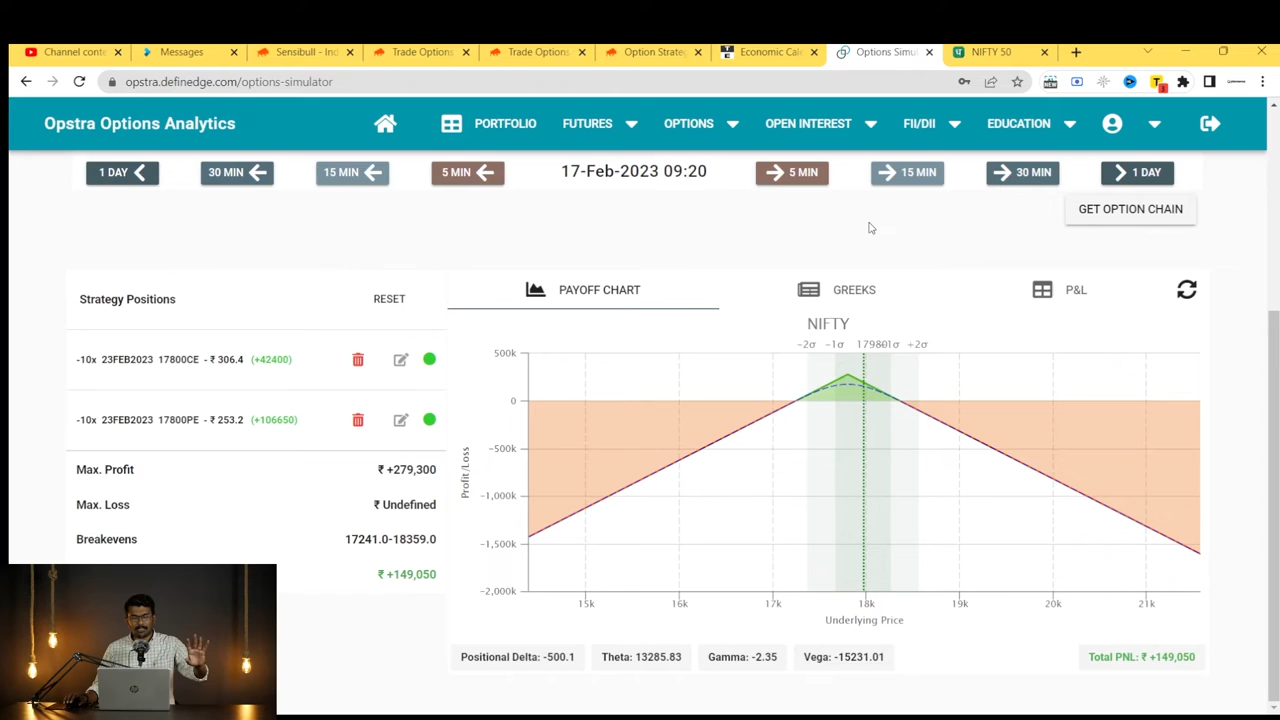 Channel cont
Messages
Sensibull - Ind
Trade Options
Trade Options
Option Strate
Economic Cal
Options Simu
NIFTY 50
opstra.definedge.com/options-simulator
Opstra Options Analytics
PORTFOLIO
FUTURES
OPTIONS
OPEN INTEREST
FII/DII
EDUCATION
1 DAY
30 MIN
15 MIN
5 MIN
17-Feb-2023 09:20
5 MIN
15 MIN
30 MIN
1 DAY
GET OPTION CHAIN
Strategy Positions
RESET
PAYOFF CHART
GREEKS
P&L
-10x 23FEB2023 17800CE - ₹ 306.4 (+42400)
-10x 23FEB2023 17800PE - ₹ 253.2 (+106650)
Max. Profit ₹ +279,300
Max. Loss ₹ Undefined
Breakevens 17241.0-18359.0
₹ +149,050
NIFTY
-2σ -1σ 17980 1σ +2σ
500k
0
-500k
-1,000k
-1,500k
-2,000k
Profit/Loss
15k 16k 17k 18k 19k 20k 21k
Underlying Price
Positional Delta: -500.1
Theta: 13285.83
Gamma: -2.35
Vega: -15231.01
Total PNL: ₹ +149,050